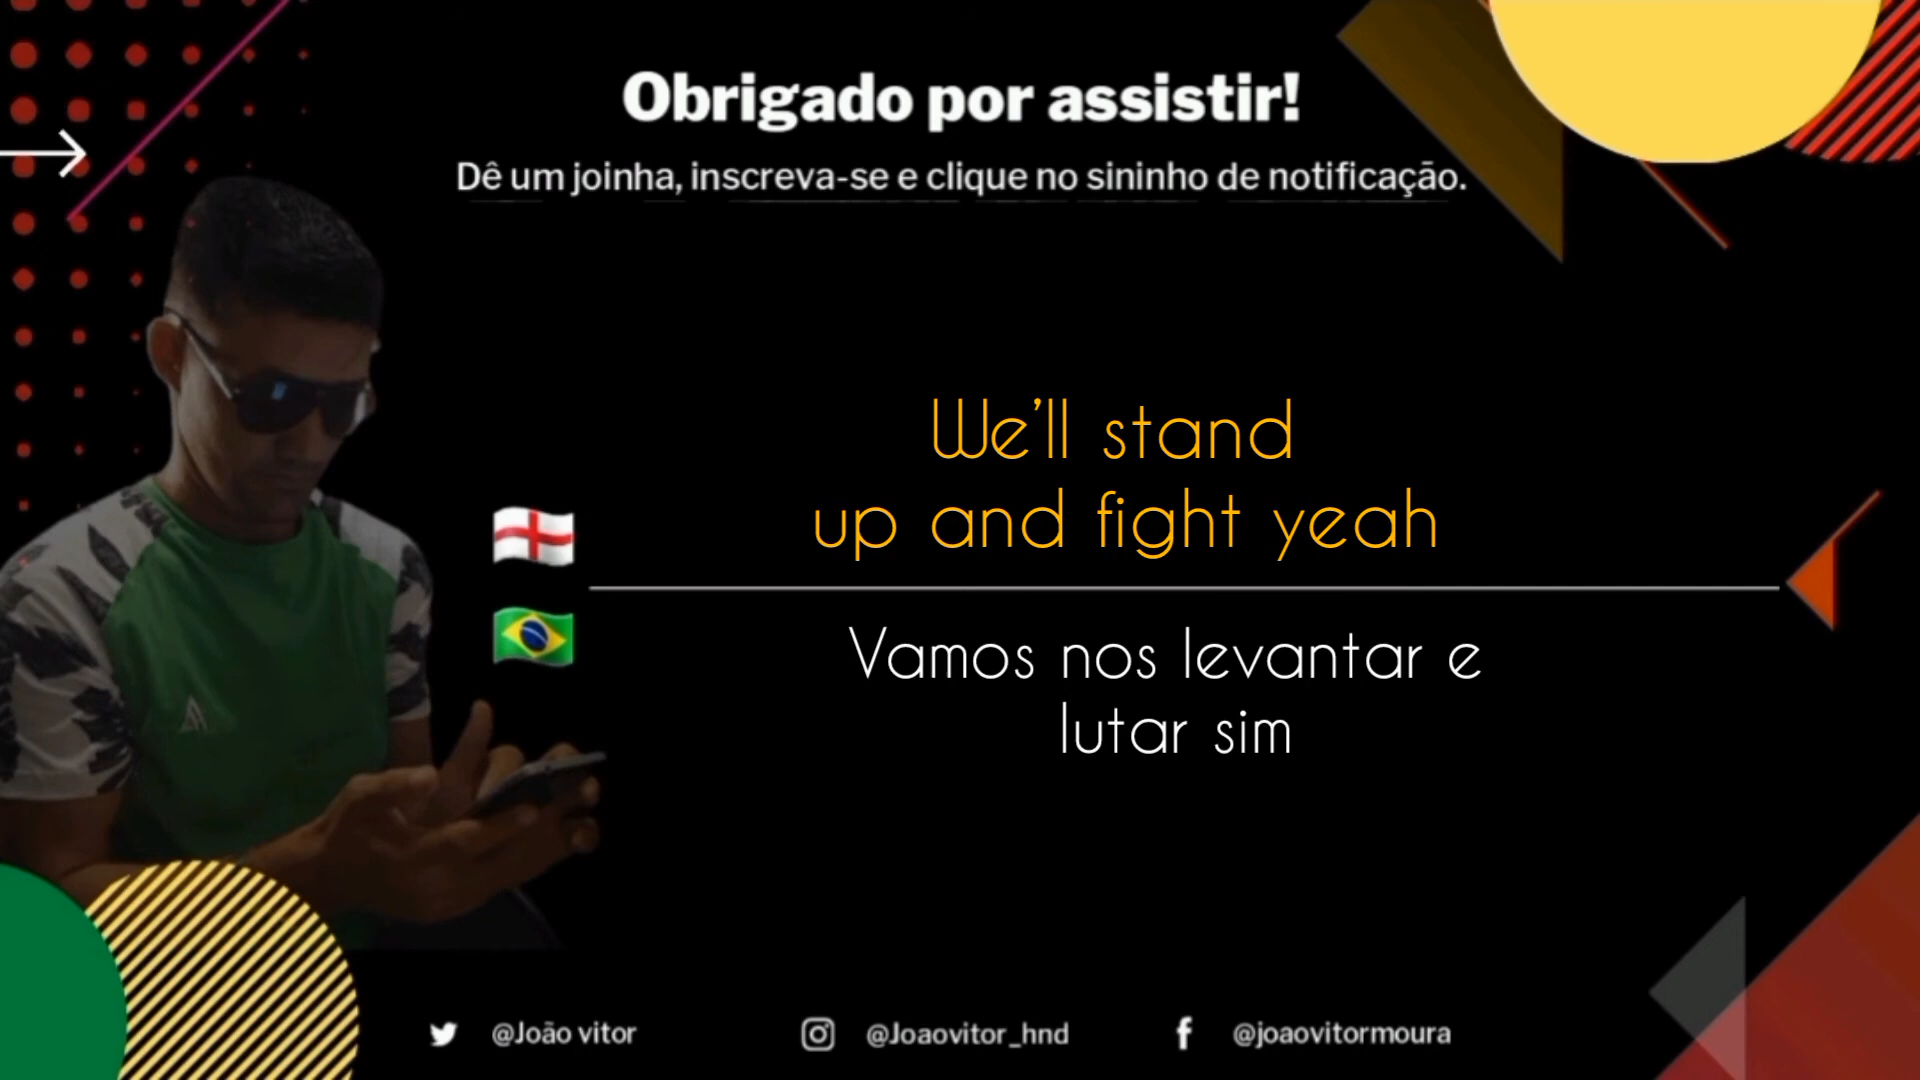 Obrigado por assistir!
Dê um joinha, inscreva-se e clique no sininho de notificação.
We'll stand
up and fight yeah
Vamos nos levantar e
lutar sim
@João vitor
@Joaovitor_hnd
@joaovitormoura